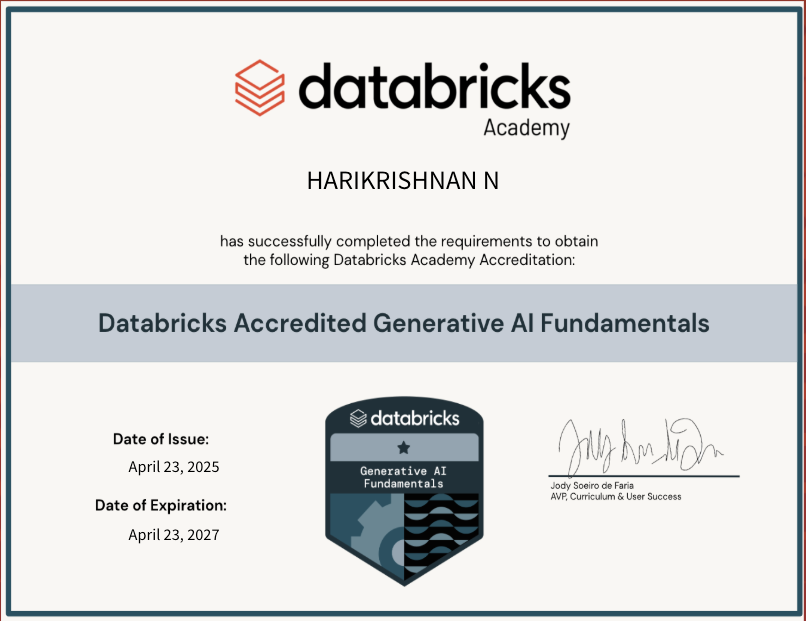 databricks
Academy
HARIKRISHNAN N
has successfully completed the requirements to obtain
the following Databricks Academy Accreditation:
Databricks Accredited Generative AI Fundamentals
Date of Issue:
April 23, 2025
Date of Expiration:
April 23, 2027
databricks
Generative AI
Fundamentals
Jody Soeiro de Faria
AVP, Curriculum & User Success